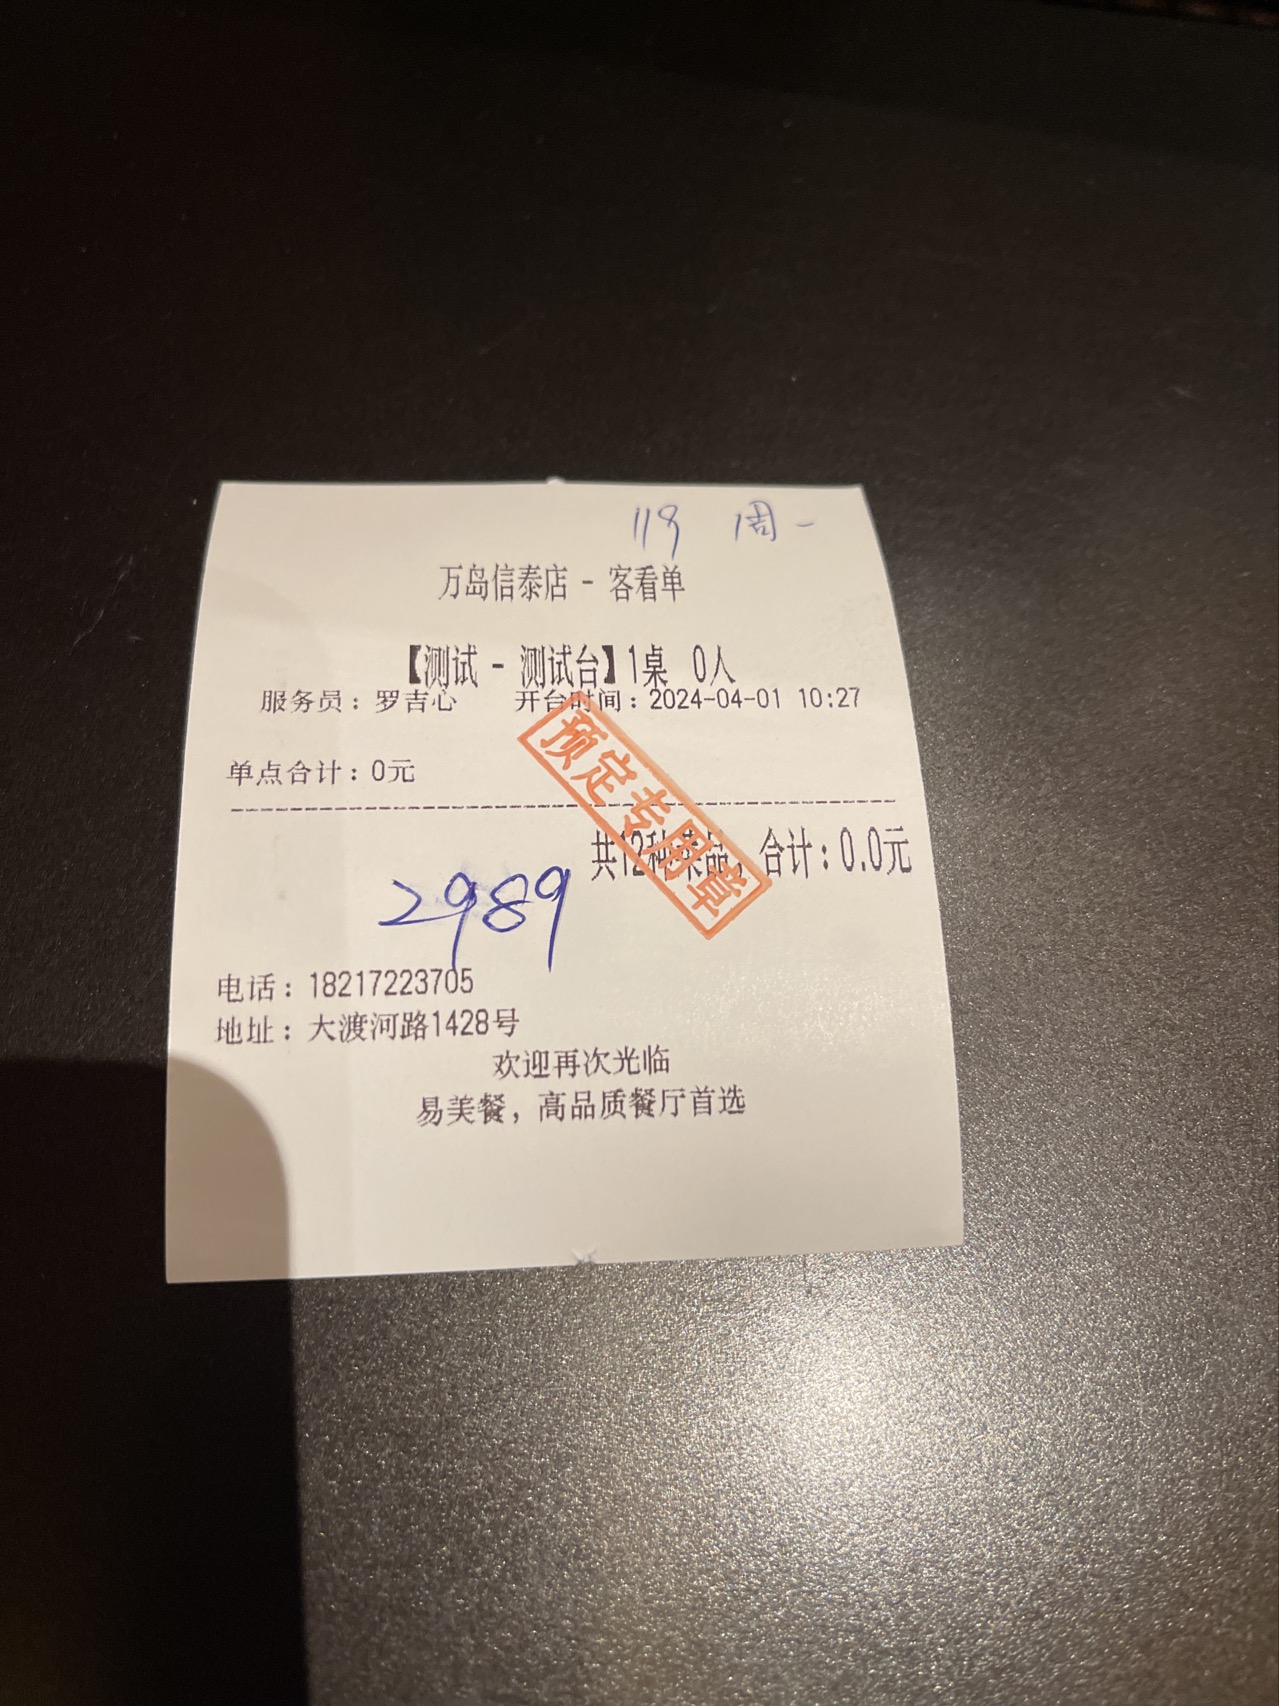 119 周一
万岛信泰店 - 客看单
【测试 - 测试台】1桌 0人
服务员：罗吉心 开台时间：2024-04-01 10:27
预定专用章
单点合计：0元
共12种菜品，合计：0.0元
2989
电话：18217223705
地址：大渡河路1428号
欢迎再次光临
易美餐，高品质餐厅首选